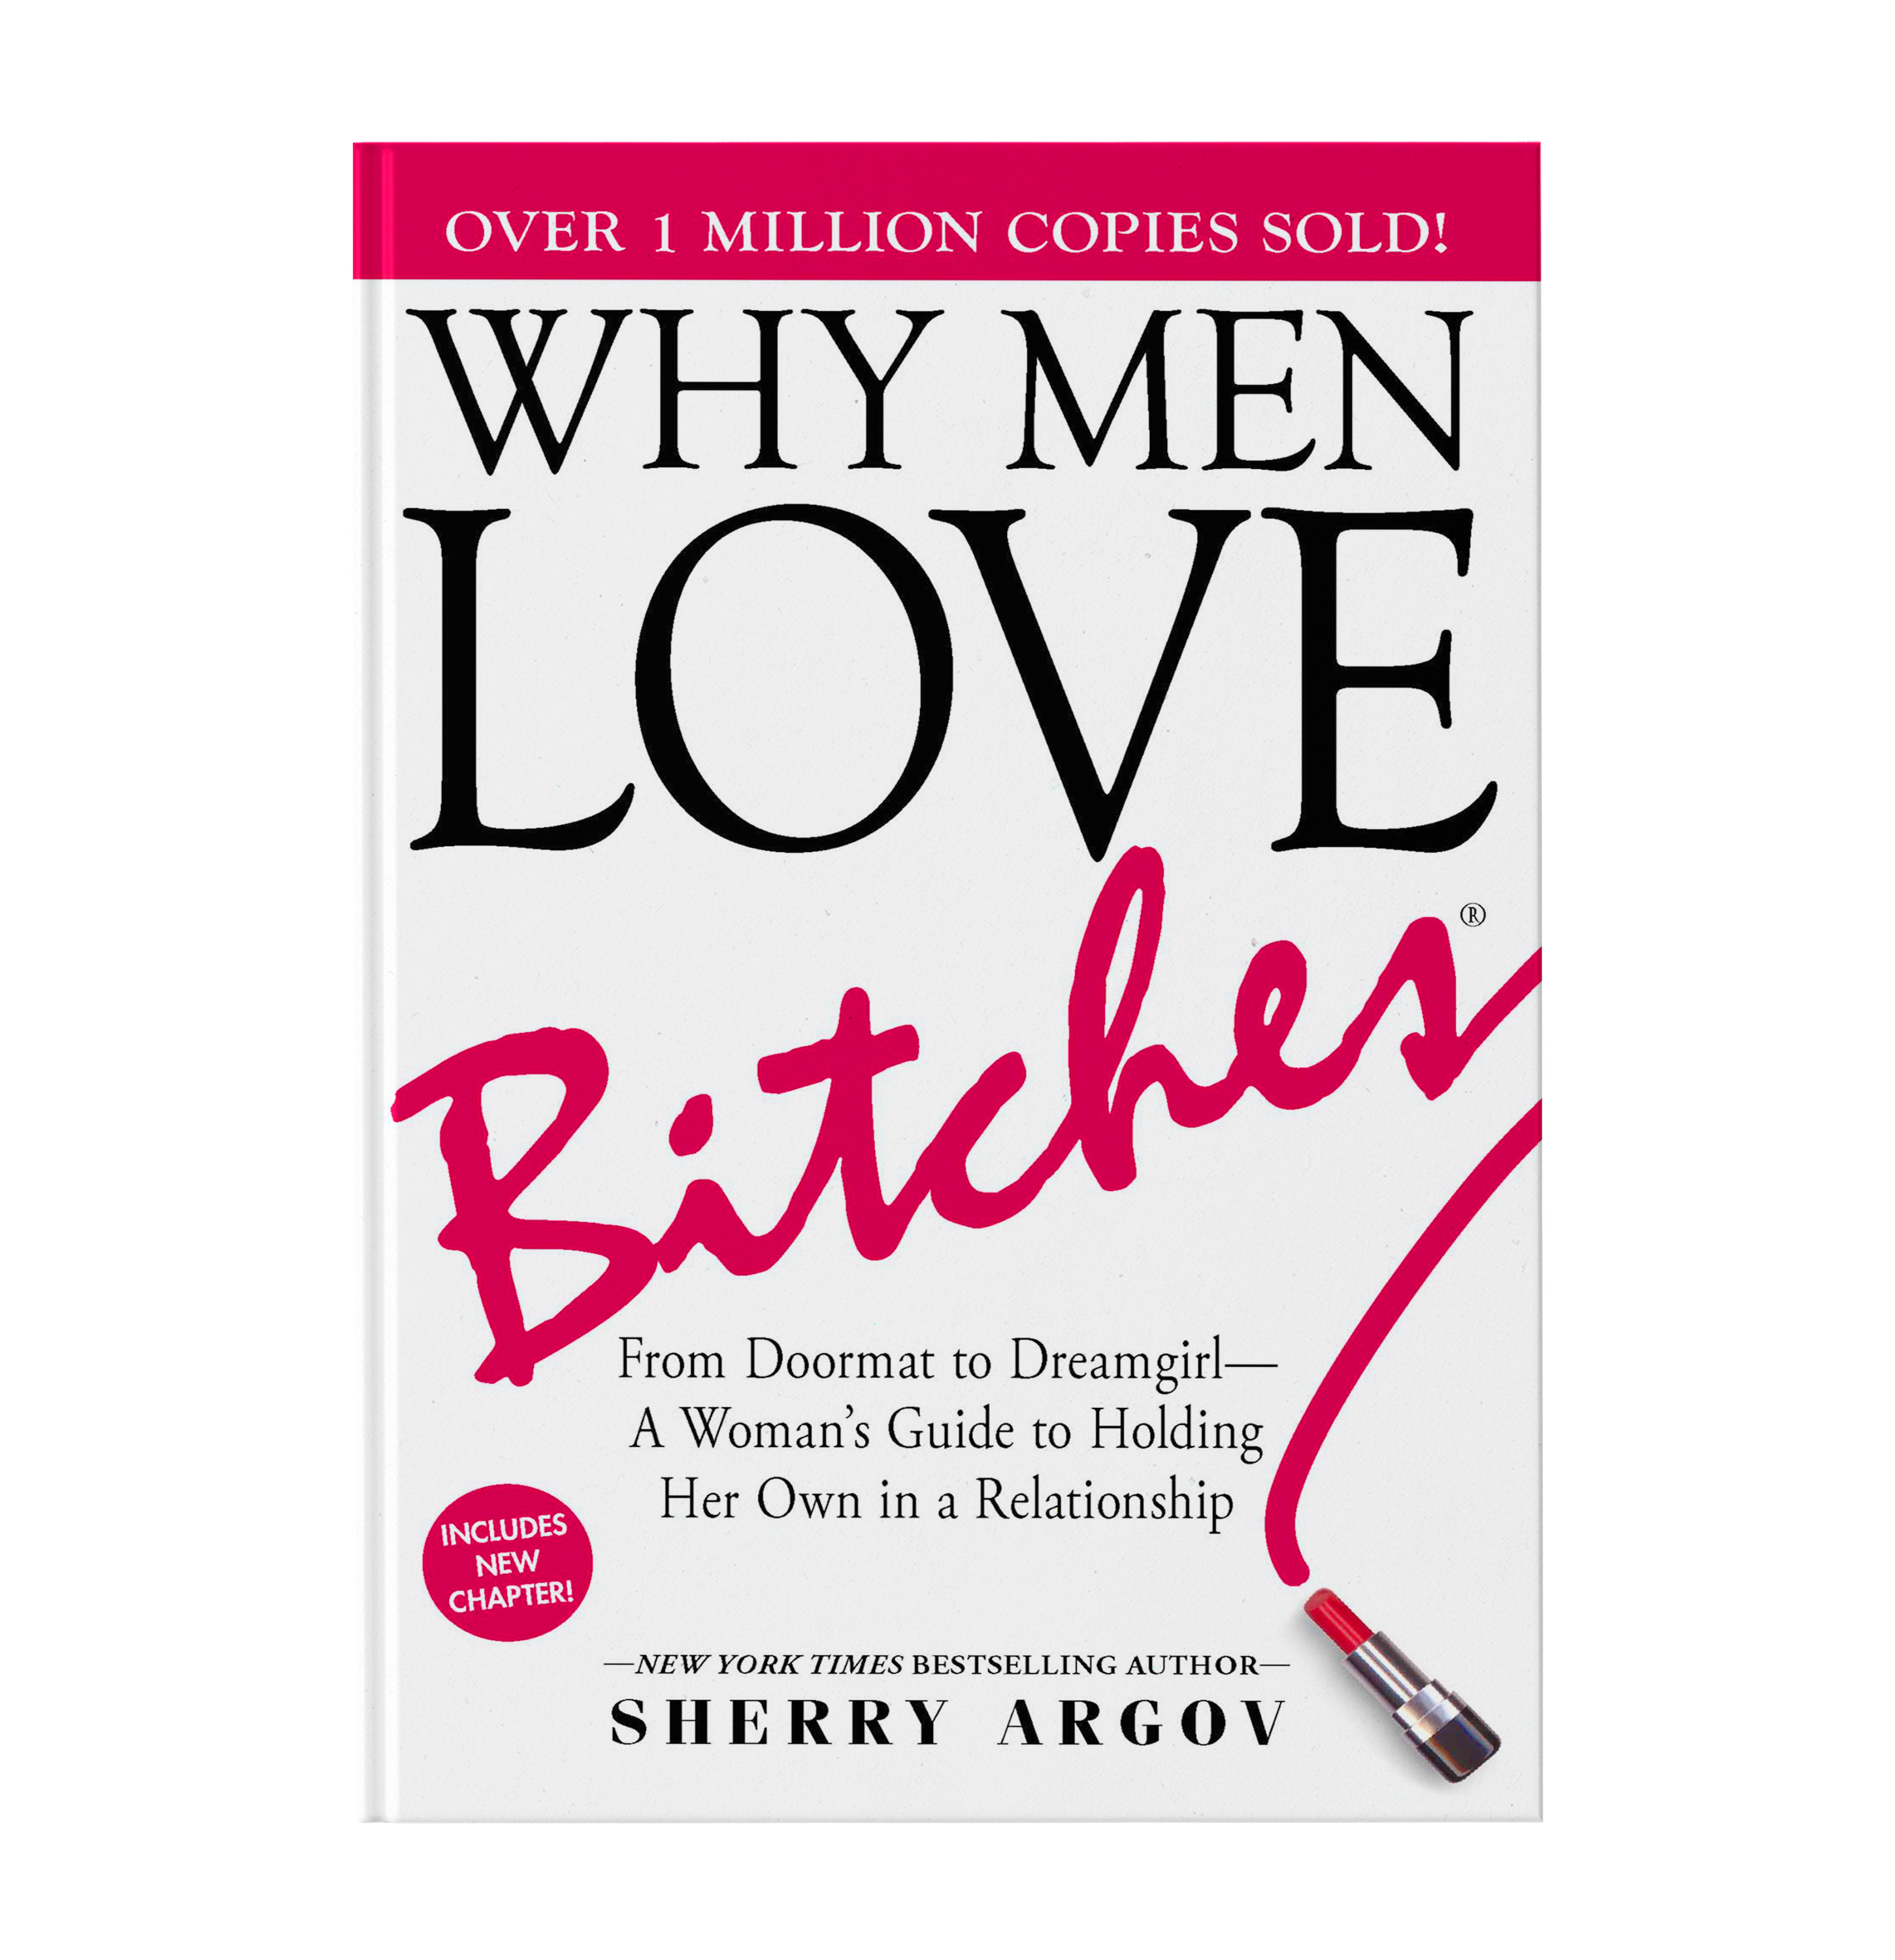 OVER 1 MILLION COPIES SOLD!
WHY MEN
LOVE
Bitches®
From Doormat to Dreamgirl—
A Woman's Guide to Holding
Her Own in a Relationship
INCLUDES
NEW
CHAPTER!
—NEW YORK TIMES BESTSELLING AUTHOR—
SHERRY ARGOV